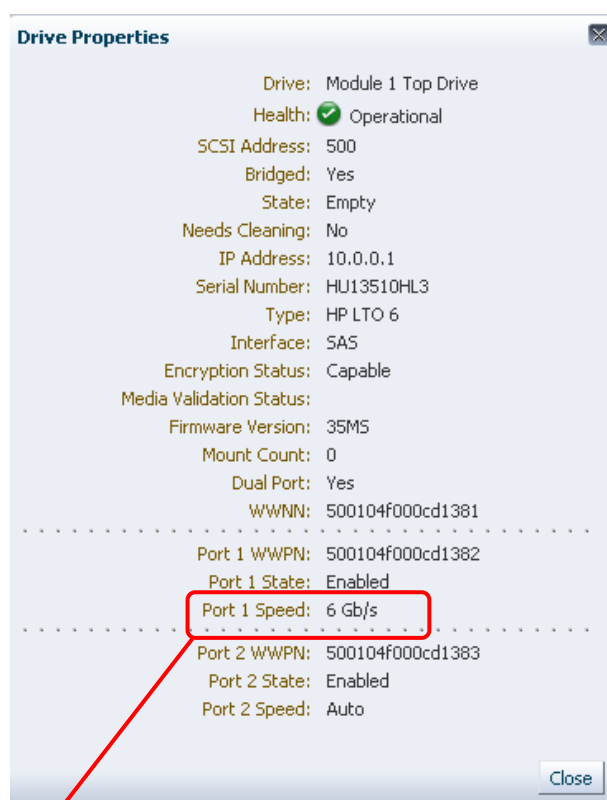 Drive Properties
Drive: Module 1 Top Drive
Health: Operational
SCSI Address: 500
Bridged: Yes
State: Empty
Needs Cleaning: No
IP Address: 10.0.0.1
Serial Number: HU13510HL3
Type: HP LTO 6
Interface: SAS
Encryption Status: Capable
Media Validation Status:
Firmware Version: 35MS
Mount Count: 0
Dual Port: Yes
WWNN: 500104f000cd1381
Port 1 WWPN: 500104f000cd1382
Port 1 State: Enabled
Port 1 Speed: 6 Gb/s
Port 2 WWPN: 500104f000cd1383
Port 2 State: Enabled
Port 2 Speed: Auto
Close